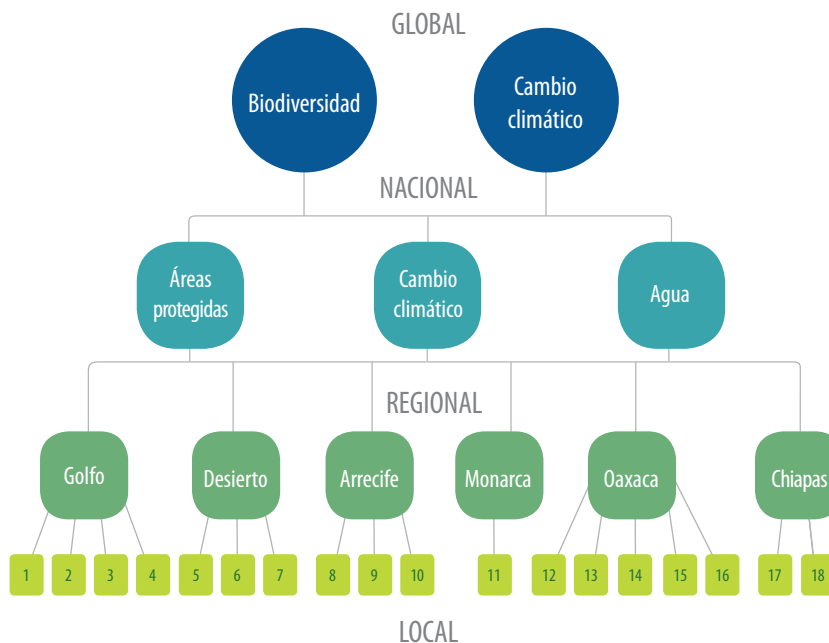 GLOBAL
Biodiversidad
Cambio
climático
NACIONAL
Áreas
protegidas
Cambio
climático
Agua
REGIONAL
Golfo
Desierto
Arrecife
Monarca
Oaxaca
Chiapas
1 2 3 4 5 6 7 8 9 10 11 12 13 14 15 16 17 18
LOCAL